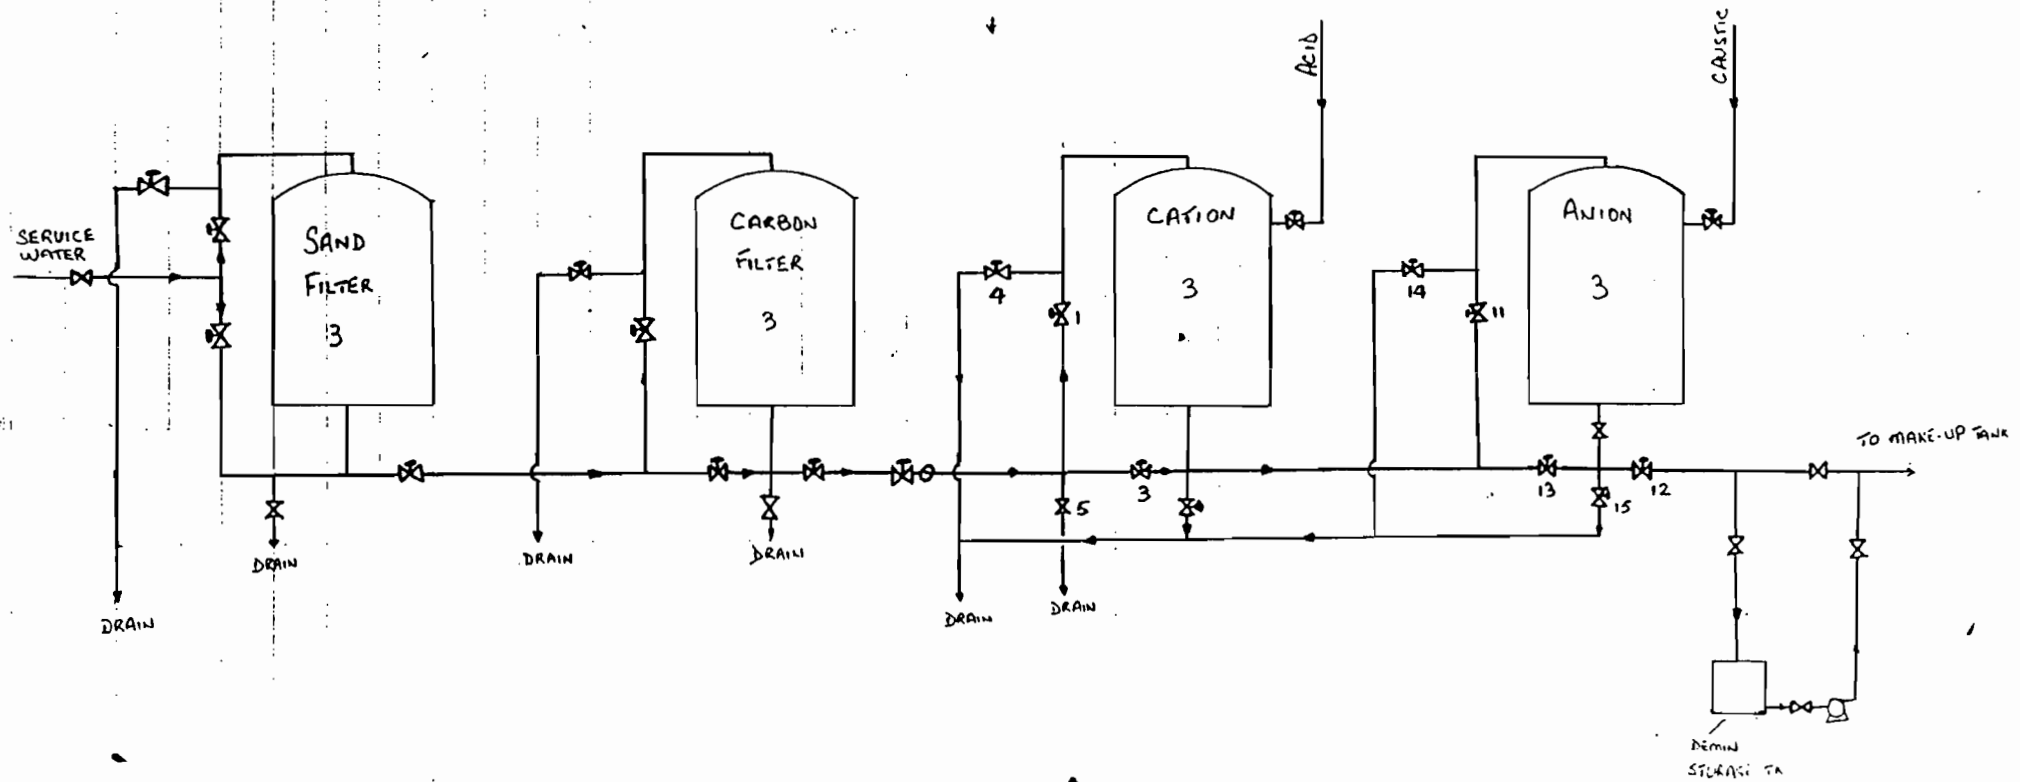 ACID
CAUSTIC
SERVICE
WATER
SAND
FILTER
3
CARBON
FILTER
3
CATION
3
ANION
3
4
1
14
11
3
5
13
12
15
TO MAKE-UP TANK
DRAIN
DRAIN
DRAIN
DRAIN
DRAIN
DRAIN
DEMIN